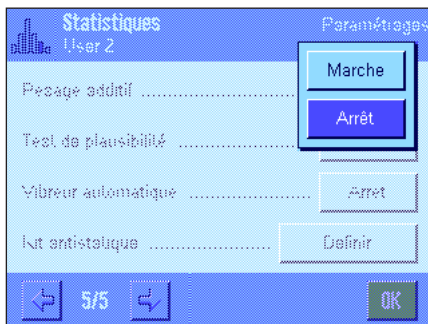 Statistiques Paramétrages
User 2
Marche
Pesage additif
Arrêt
Test de plausibilité
Vibreur automatique Arrêt
Kit antistatique Définir
5/5 OK